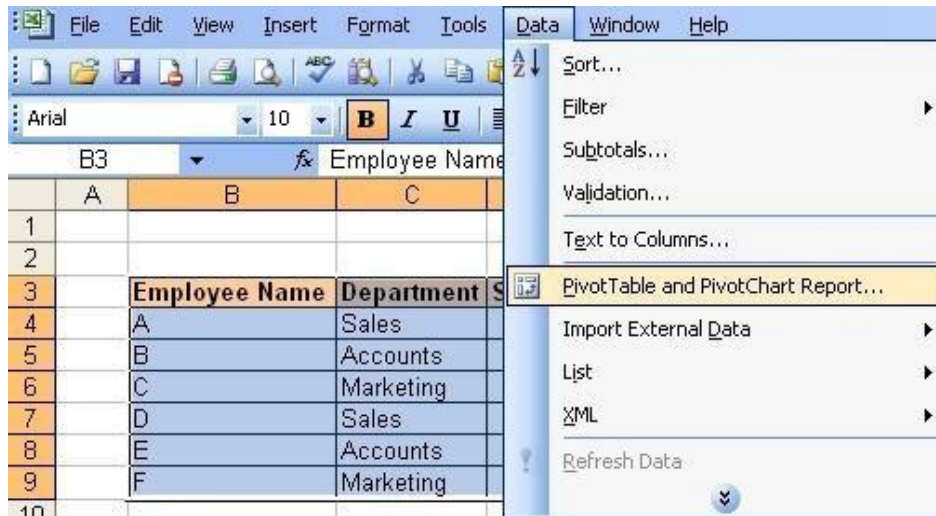 File Edit View Insert Format Tools Data Window Help
Sort...
Filter
Subtotals...
Validation...
Text to Columns...
PivotTable and PivotChart Report...
Import External Data
List
XML
Refresh Data
ABC
A
Z
Arial 10 B I U
B3 fx Employee Name
A B C
1
2
3 Employee Name Department S
4 A Sales
5 B Accounts
6 C Marketing
7 D Sales
8 E Accounts
9 F Marketing
10